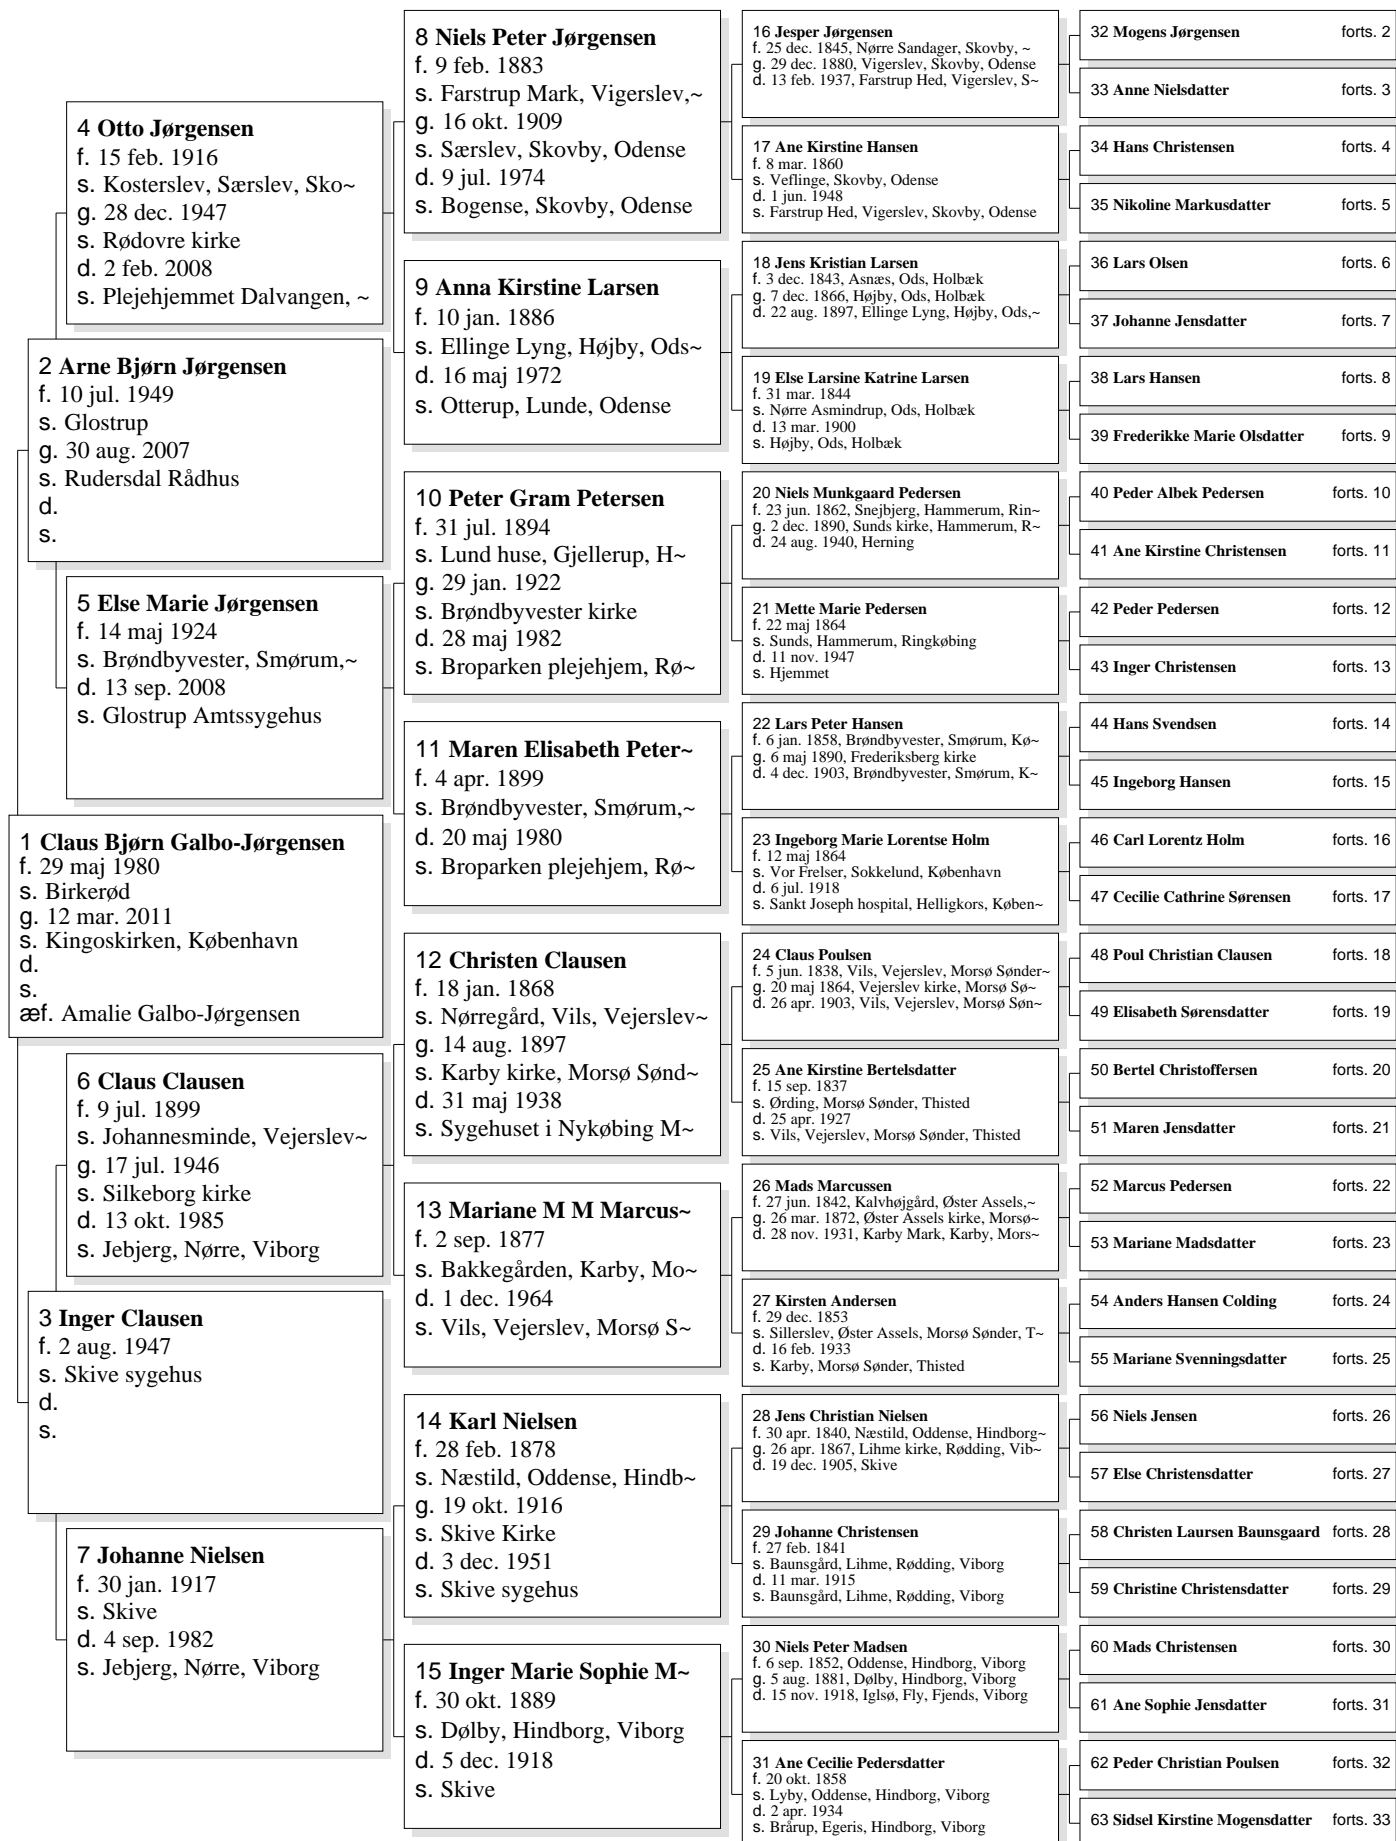 1 Claus Bjørn Galbo-Jørgensen
f. 29 maj 1980
s. Birkerød
g. 12 mar. 2011
s. Kingoskirken, København
d.
s.
æf. Amalie Galbo-Jørgensen
2 Arne Bjørn Jørgensen
f. 10 jul. 1949
s. Glostrup
g. 30 aug. 2007
s. Rudersdal Rådhus
d.
s.
3 Inger Clausen
f. 2 aug. 1947
s. Skive sygehus
d.
s.
4 Otto Jørgensen
f. 15 feb. 1916
s. Kosterslev, Særslev, Sko~
g. 28 dec. 1947
s. Rødovre kirke
d. 2 feb. 2008
s. Plejehjemmet Dalvangen, ~
5 Else Marie Jørgensen
f. 14 maj 1924
s. Brøndbyvester, Smørum,~
d. 13 sep. 2008
s. Glostrup Amtssygehus
6 Claus Clausen
f. 9 jul. 1899
s. Johannesminde, Vejerslev~
g. 17 jul. 1946
s. Silkeborg kirke
d. 13 okt. 1985
s. Jebjerg, Nørre, Viborg
7 Johanne Nielsen
f. 30 jan. 1917
s. Skive
d. 4 sep. 1982
s. Jebjerg, Nørre, Viborg
8 Niels Peter Jørgensen
f. 9 feb. 1883
s. Farstrup Mark, Vigerslev,~
g. 16 okt. 1909
s. Særslev, Skovby, Odense
d. 9 jul. 1974
s. Bogense, Skovby, Odense
9 Anna Kirstine Larsen
f. 10 jan. 1886
s. Ellinge Lyng, Højby, Ods~
d. 16 maj 1972
s. Otterup, Lunde, Odense
10 Peter Gram Petersen
f. 31 jul. 1894
s. Lund huse, Gjellerup, H~
g. 29 jan. 1922
s. Brøndbyvester kirke
d. 28 maj 1982
s. Broparken plejehjem, Rø~
11 Maren Elisabeth Peter~
f. 4 apr. 1899
s. Brøndbyvester, Smørum,~
d. 20 maj 1980
s. Broparken plejehjem, Rø~
12 Christen Clausen
f. 18 jan. 1868
s. Nørregård, Vils, Vejerslev~
g. 14 aug. 1897
s. Karby kirke, Morsø Sønd~
d. 31 maj 1938
s. Sygehuset i Nykøbing M~
13 Mariane M M Marcus~
f. 2 sep. 1877
s. Bakkegården, Karby, Mo~
d. 1 dec. 1964
s. Vils, Vejerslev, Morsø S~
14 Karl Nielsen
f. 28 feb. 1878
s. Næstild, Oddense, Hindb~
g. 19 okt. 1916
s. Skive Kirke
d. 3 dec. 1951
s. Skive sygehus
15 Inger Marie Sophie M~
f. 30 okt. 1889
s. Dølby, Hindborg, Viborg
d. 5 dec. 1918
s. Skive
16 Jesper Jørgensen
f. 25 dec. 1845, Nørre Sandager, Skovby, ~
g. 29 dec. 1880, Vigerslev, Skovby, Odense
d. 13 feb. 1937, Farstrup Hed, Vigerslev, S~
17 Ane Kirstine Hansen
f. 8 mar. 1860
s. Veflinge, Skovby, Odense
d. 1 jun. 1948
s. Farstrup Hed, Vigerslev, Skovby, Odense
18 Jens Kristian Larsen
f. 3 dec. 1843, Asnæs, Ods, Holbæk
g. 7 dec. 1866, Højby, Ods, Holbæk
d. 22 aug. 1897, Ellinge Lyng, Højby, Ods,~
19 Else Larsine Katrine Larsen
f. 31 mar. 1844
s. Nørre Asmindrup, Ods, Holbæk
d. 13 mar. 1900
s. Højby, Ods, Holbæk
20 Niels Munkgaard Pedersen
f. 23 jun. 1862, Snejbjerg, Hammerum, Rin~
g. 2 dec. 1890, Sunds kirke, Hammerum, R~
d. 24 aug. 1940, Herning
21 Mette Marie Pedersen
f. 22 maj 1864
s. Sunds, Hammerum, Ringkøbing
d. 11 nov. 1947
s. Hjemmet
22 Lars Peter Hansen
f. 6 jan. 1858, Brøndbyvester, Smørum, Kø~
g. 6 maj 1890, Frederiksberg kirke
d. 4 dec. 1903, Brøndbyvester, Smørum, K~
23 Ingeborg Marie Lorentse Holm
f. 12 maj 1864
s. Vor Frelser, Sokkelund, København
d. 6 jul. 1918
s. Sankt Joseph hospital, Helligkors, Køben~
24 Claus Poulsen
f. 5 jun. 1838, Vils, Vejerslev, Morsø Sønder~
g. 20 maj 1864, Vejerslev kirke, Morsø Sø~
d. 26 apr. 1903, Vils, Vejerslev, Morsø Søn~
25 Ane Kirstine Bertelsdatter
f. 15 sep. 1837
s. Ørding, Morsø Sønder, Thisted
d. 25 apr. 1927
s. Vils, Vejerslev, Morsø Sønder, Thisted
26 Mads Marcussen
f. 27 jun. 1842, Kalvhøjgård, Øster Assels,~
g. 26 mar. 1872, Øster Assels kirke, Morsø~
d. 28 nov. 1931, Karby Mark, Karby, Mors~
27 Kirsten Andersen
f. 29 dec. 1853
s. Sillerslev, Øster Assels, Morsø Sønder, T~
d. 16 feb. 1933
s. Karby, Morsø Sønder, Thisted
28 Jens Christian Nielsen
f. 30 apr. 1840, Næstild, Oddense, Hindborg~
g. 26 apr. 1867, Lihme kirke, Rødding, Vib~
d. 19 dec. 1905, Skive
29 Johanne Christensen
f. 27 feb. 1841
s. Baunsgård, Lihme, Rødding, Viborg
d. 11 mar. 1915
s. Baunsgård, Lihme, Rødding, Viborg
30 Niels Peter Madsen
f. 6 sep. 1852, Oddense, Hindborg, Viborg
g. 5 aug. 1881, Dølby, Hindborg, Viborg
d. 15 nov. 1918, Iglsø, Fly, Fjends, Viborg
31 Ane Cecilie Pedersdatter
f. 20 okt. 1858
s. Lyby, Oddense, Hindborg, Viborg
d. 2 apr. 1934
s. Brårup, Egeris, Hindborg, Viborg
32 Mogens Jørgensen forts. 2
33 Anne Nielsdatter forts. 3
34 Hans Christensen forts. 4
35 Nikoline Markusdatter forts. 5
36 Lars Olsen forts. 6
37 Johanne Jensdatter forts. 7
38 Lars Hansen forts. 8
39 Frederikke Marie Olsdatter forts. 9
40 Peder Albek Pedersen forts. 10
41 Ane Kirstine Christensen forts. 11
42 Peder Pedersen forts. 12
43 Inger Christensen forts. 13
44 Hans Svendsen forts. 14
45 Ingeborg Hansen forts. 15
46 Carl Lorentz Holm forts. 16
47 Cecilie Cathrine Sørensen forts. 17
48 Poul Christian Clausen forts. 18
49 Elisabeth Sørensdatter forts. 19
50 Bertel Christoffersen forts. 20
51 Maren Jensdatter forts. 21
52 Marcus Pedersen forts. 22
53 Mariane Madsdatter forts. 23
54 Anders Hansen Colding forts. 24
55 Mariane Svenningsdatter forts. 25
56 Niels Jensen forts. 26
57 Else Christensdatter forts. 27
58 Christen Laursen Baunsgaard forts. 28
59 Christine Christensdatter forts. 29
60 Mads Christensen forts. 30
61 Ane Sophie Jensdatter forts. 31
62 Peder Christian Poulsen forts. 32
63 Sidsel Kirstine Mogensdatter forts. 33